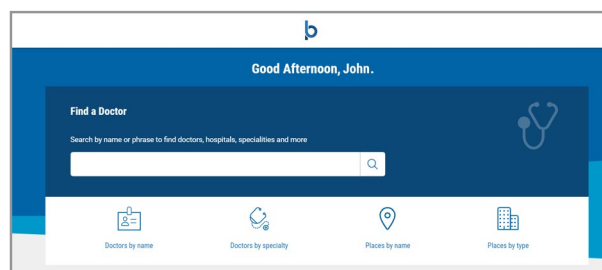 b
Good Afternoon, John.
Find a Doctor
Search by name or phrase to find doctors, hospitals, specialities and more
Doctors by name
Doctors by specialty
Places by name
Places by type